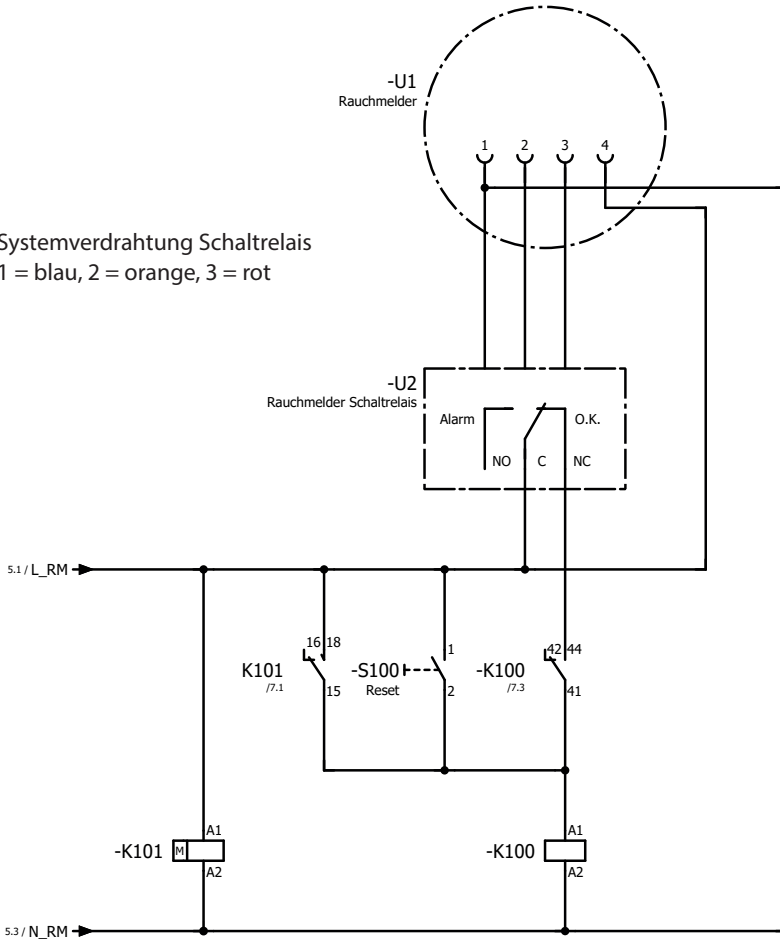 -U1
Rauchmelder
1 2 3 4
Systemverdrahtung Schaltrelais
1 = blau, 2 = orange, 3 = rot
-U2
Rauchmelder Schaltrelais
Alarm O.K.
NO C NC
5.1 / L_RM
16 18 1 42 44
K101 -S100 -K100
/7.1 Reset /7.3
15 2 41
A1 A1
-K101 M -K100
A2 A2
5.3 / N_RM